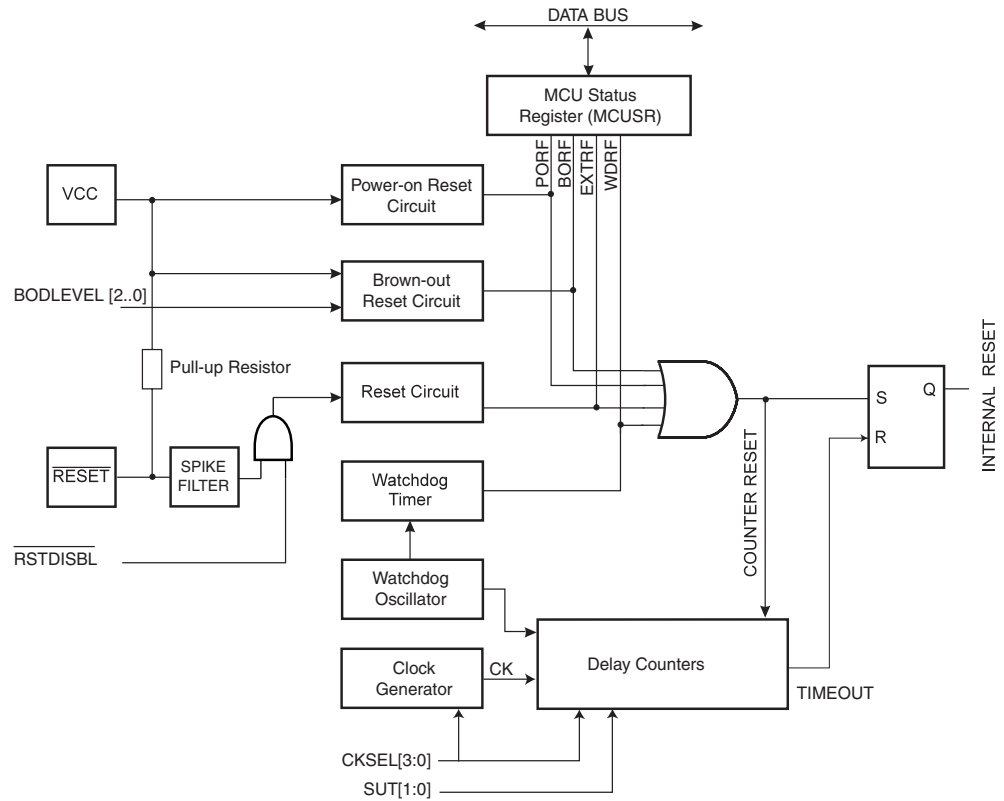 DATA BUS
MCU Status
Register (MCUSR)
PORF
BORF
EXTRF
WDRF
VCC
Power-on Reset
Circuit
BODLEVEL [2..0]
Brown-out
Reset Circuit
Pull-up Resistor
Reset Circuit
S
Q
R
INTERNAL RESET
RESET
SPIKE
FILTER
Watchdog
Timer
COUNTER RESET
RSTDISBL
Watchdog
Oscillator
Clock
Generator
CK
Delay Counters
TIMEOUT
CKSEL[3:0]
SUT[1:0]